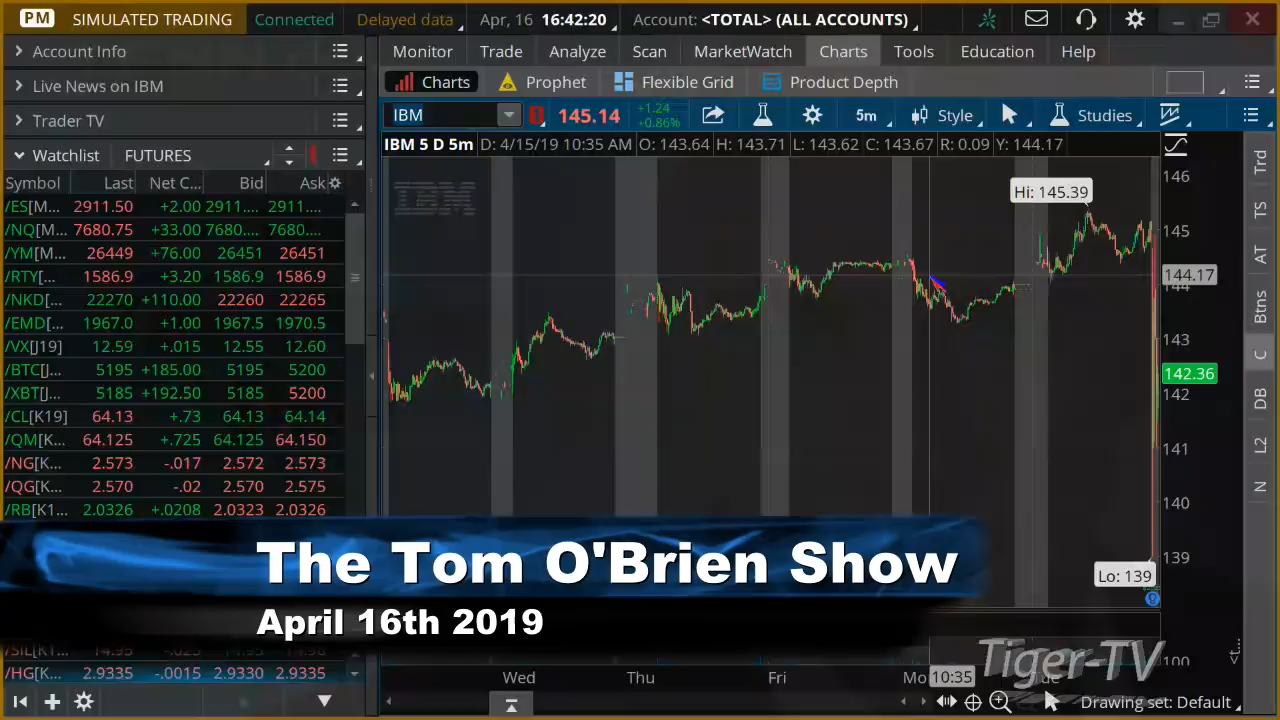 PM SIMULATED TRADING Connected Delayed data Apr, 16 16:42:20 Account: <TOTAL> (ALL ACCOUNTS)
Account Info
Live News on IBM
Trader TV
Watchlist FUTURES
Symbol Last Net C... Bid Ask
/ES[M... 2911.50 +2.00 2911.... 2911....
/NQ[M... 7680.75 +33.00 7680.... 7680....
/YM[M... 26449 +76.00 26451 26451
/RTY[... 1586.9 +3.20 1586.9 1586.9
/NKD[... 22270 +110.00 22260 22265
/EMD[... 1967.0 +1.00 1967.5 1970.5
/VX[J19] 12.59 +.015 12.55 12.60
/BTC[J... 5195 +185.00 5195 5200
/XBT[J... 5185 +192.50 5185 5200
/CL[K19] 64.13 +.73 64.13 64.14
/QM[K... 64.125 +.725 64.125 64.150
/NG[K... 2.573 -.017 2.572 2.573
/QG[K... 2.570 -.02 2.570 2.575
/RB[K1... 2.0326 +.0208 2.0323 2.0326
/HG[K... 2.9335 -.0015 2.9330 2.9335
Monitor Trade Analyze Scan MarketWatch Charts Tools Education Help
Charts Prophet Flexible Grid Product Depth
IBM 145.14 +1.24 +0.86% 5m Style Studies
IBM 5 D 5m D: 4/15/19 10:35 AM O: 143.64 H: 143.71 L: 143.62 C: 143.67 R: 0.09 Y: 144.17
IBM
Hi: 145.39
146
145
144.17
144
143
142.36
142
141
140
139
Lo: 139
100
Wed Thu Fri Mo 10:35 Tue
Drawing set: Default
Trd
TS
AT
Btns
C
DB
L2
N
The Tom O'Brien Show
April 16th 2019
Tiger-TV